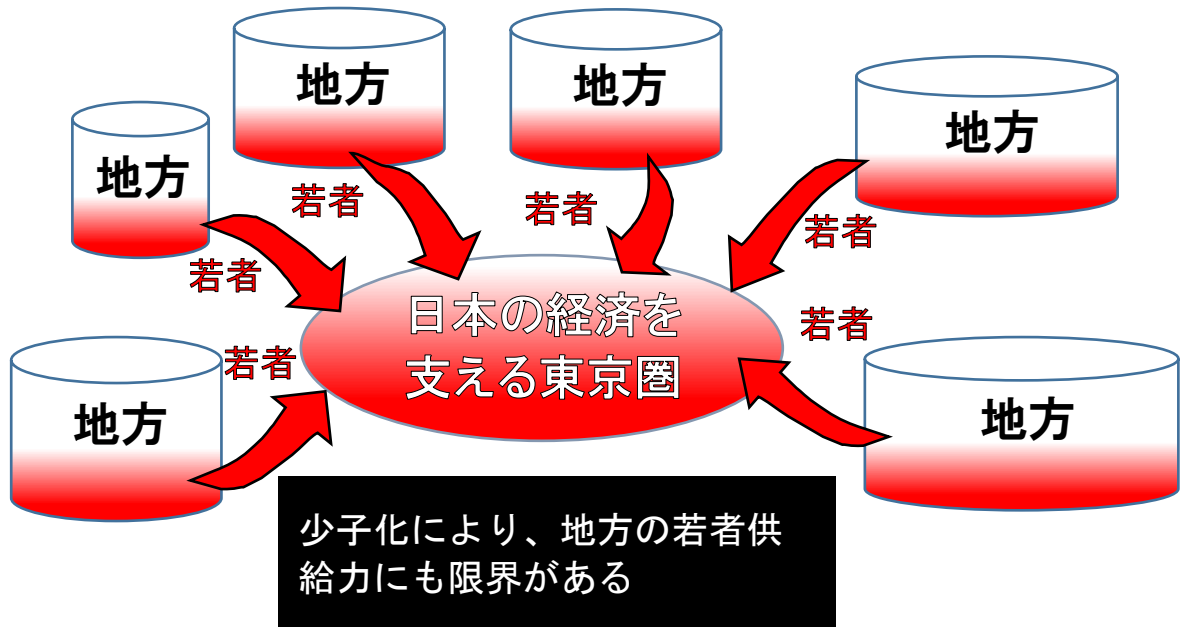 地方
地方
地方
地方
若者
若者
若者
若者
地方
若者
日本の経済を
支える東京圏
若者
地方
地方
少子化により、地方の若者供
給力にも限界がある